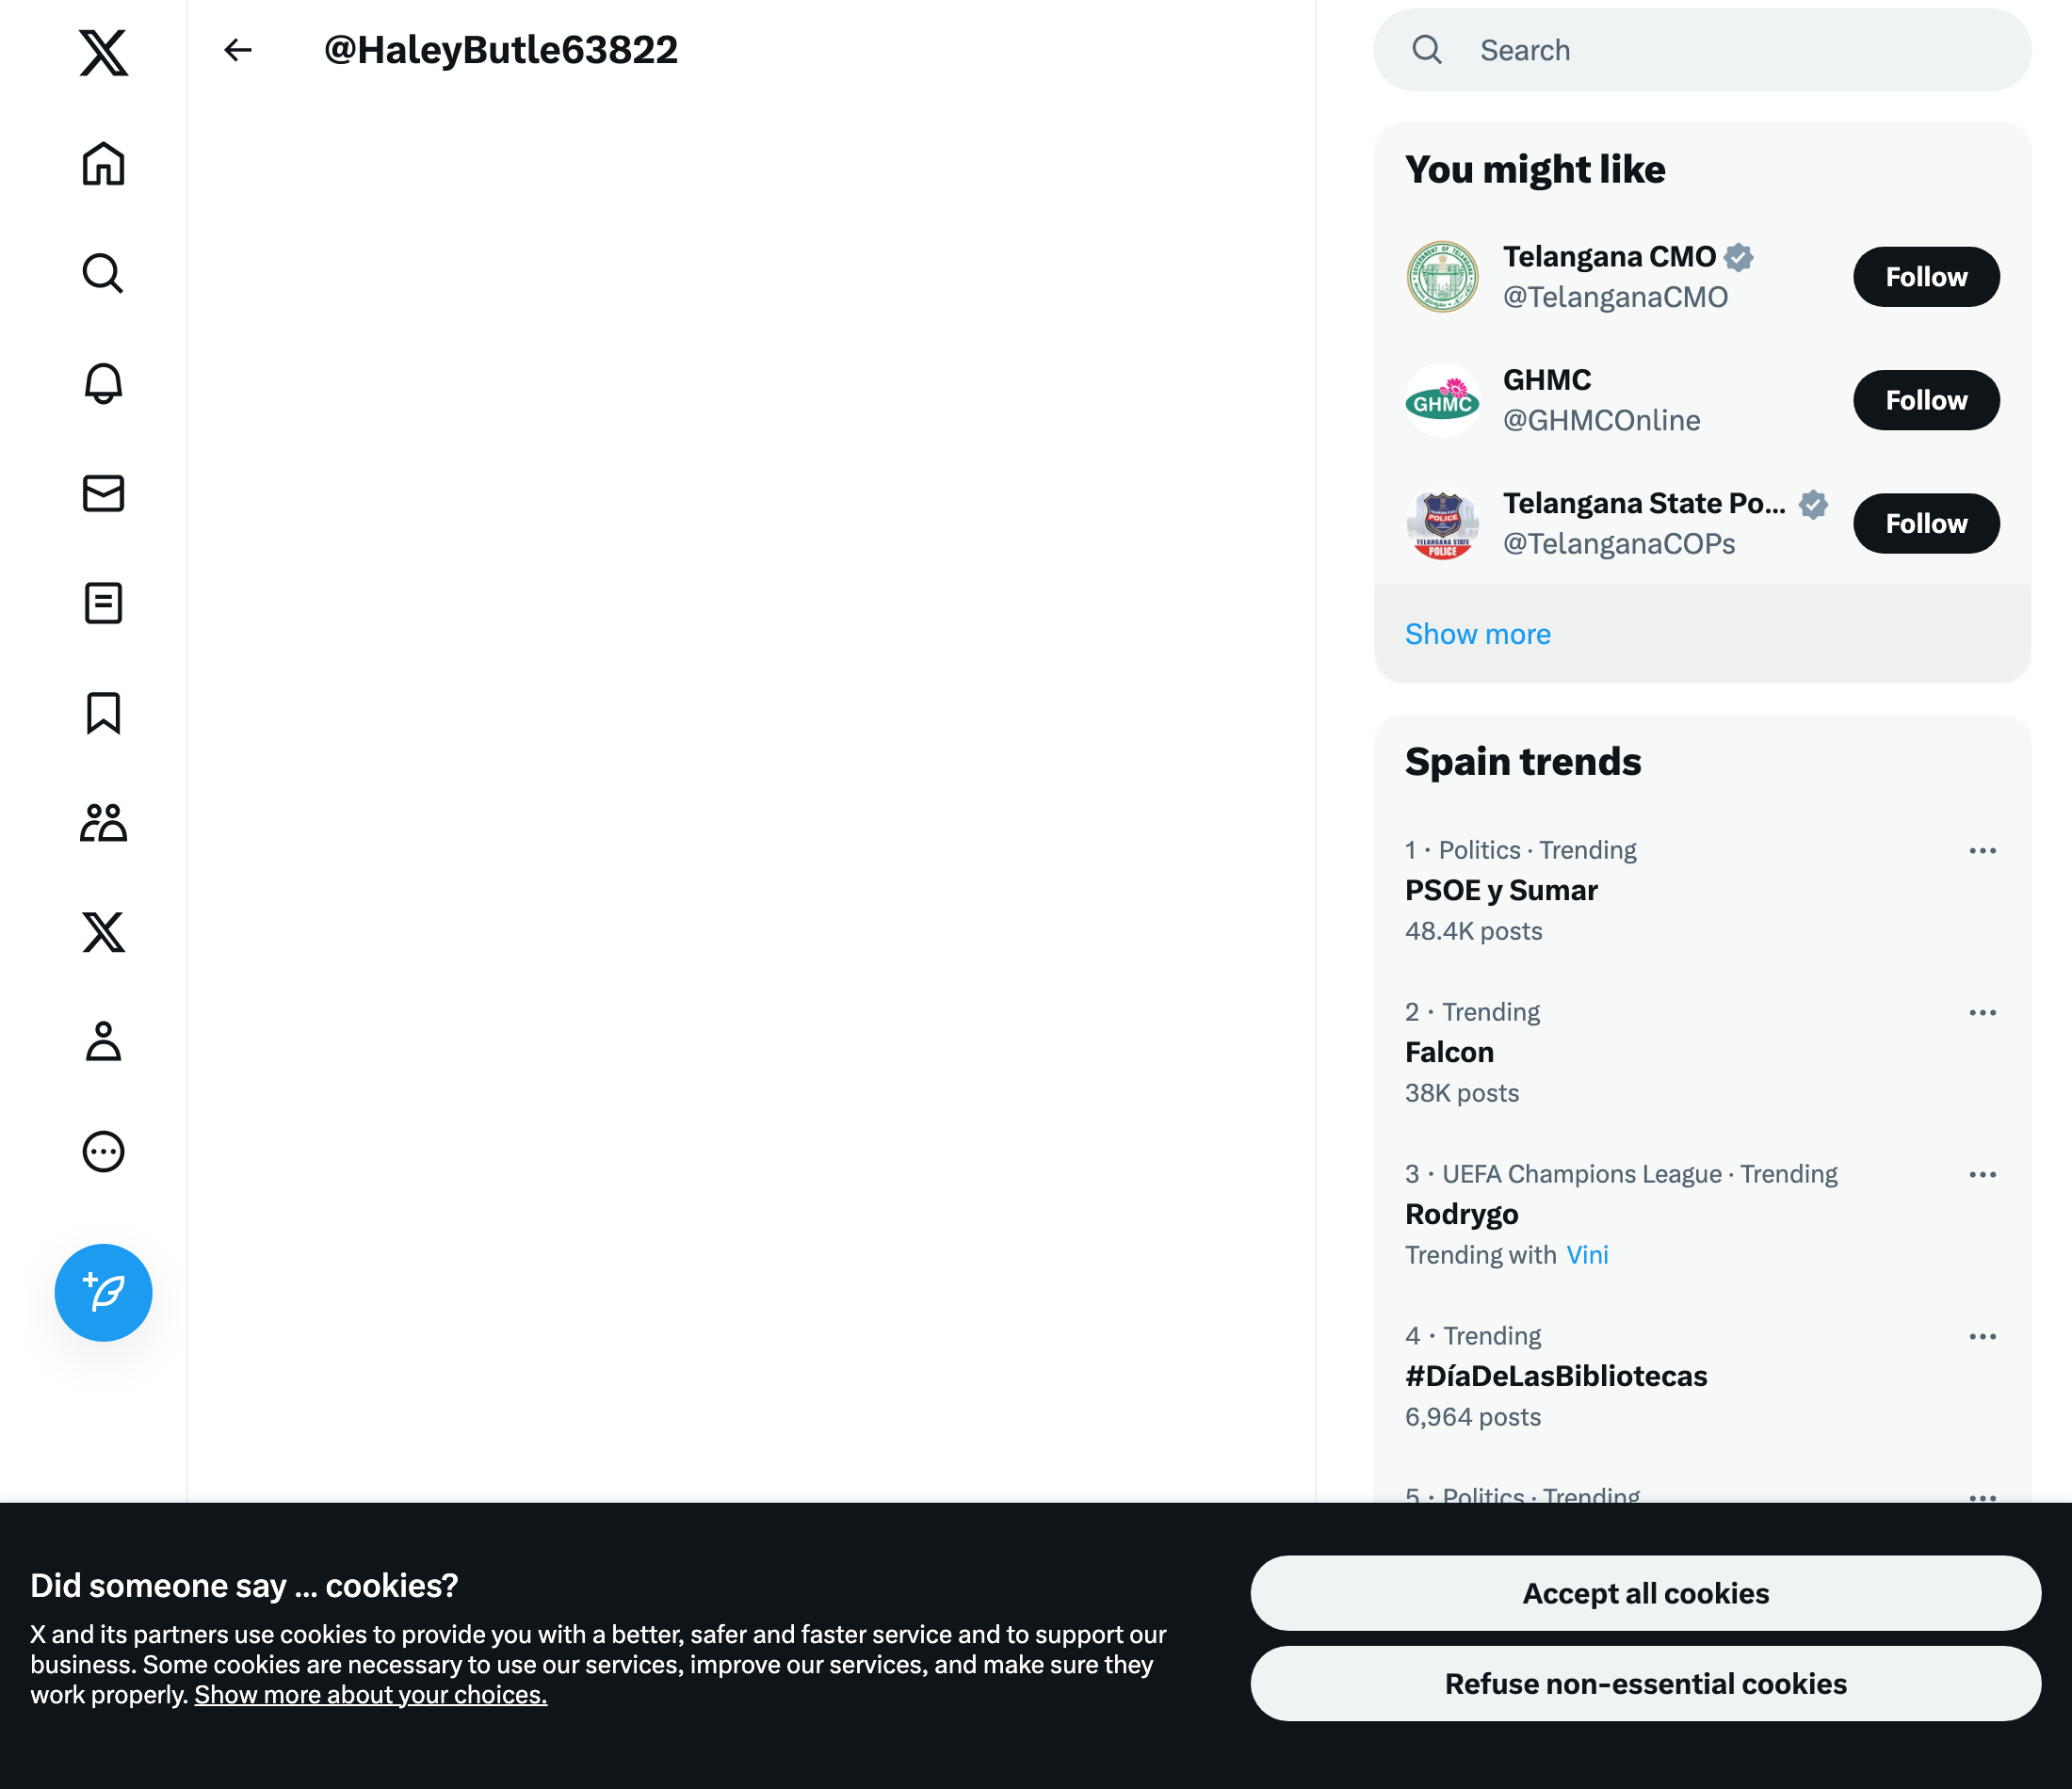 @HaleyButle63822
Search
You might like
Telangana CMO
@TelanganaCMO
Follow
GHMC
GHMC
@GHMCOnline
Follow
POLICE
TELANGANA STATE
POLICE
Telangana State Po...
@TelanganaCOPs
Follow
Show more
Spain trends
1 · Politics · Trending
PSOE y Sumar
48.4K posts
2 · Trending
Falcon
38K posts
3 · UEFA Champions League · Trending
Rodrygo
Trending with Vini
4 · Trending
#DíaDeLasBibliotecas
6,964 posts
5 · Politics · Trending
Did someone say … cookies?
X and its partners use cookies to provide you with a better, safer and faster service and to support our
business. Some cookies are necessary to use our services, improve our services, and make sure they
work properly. Show more about your choices.
Accept all cookies
Refuse non-essential cookies